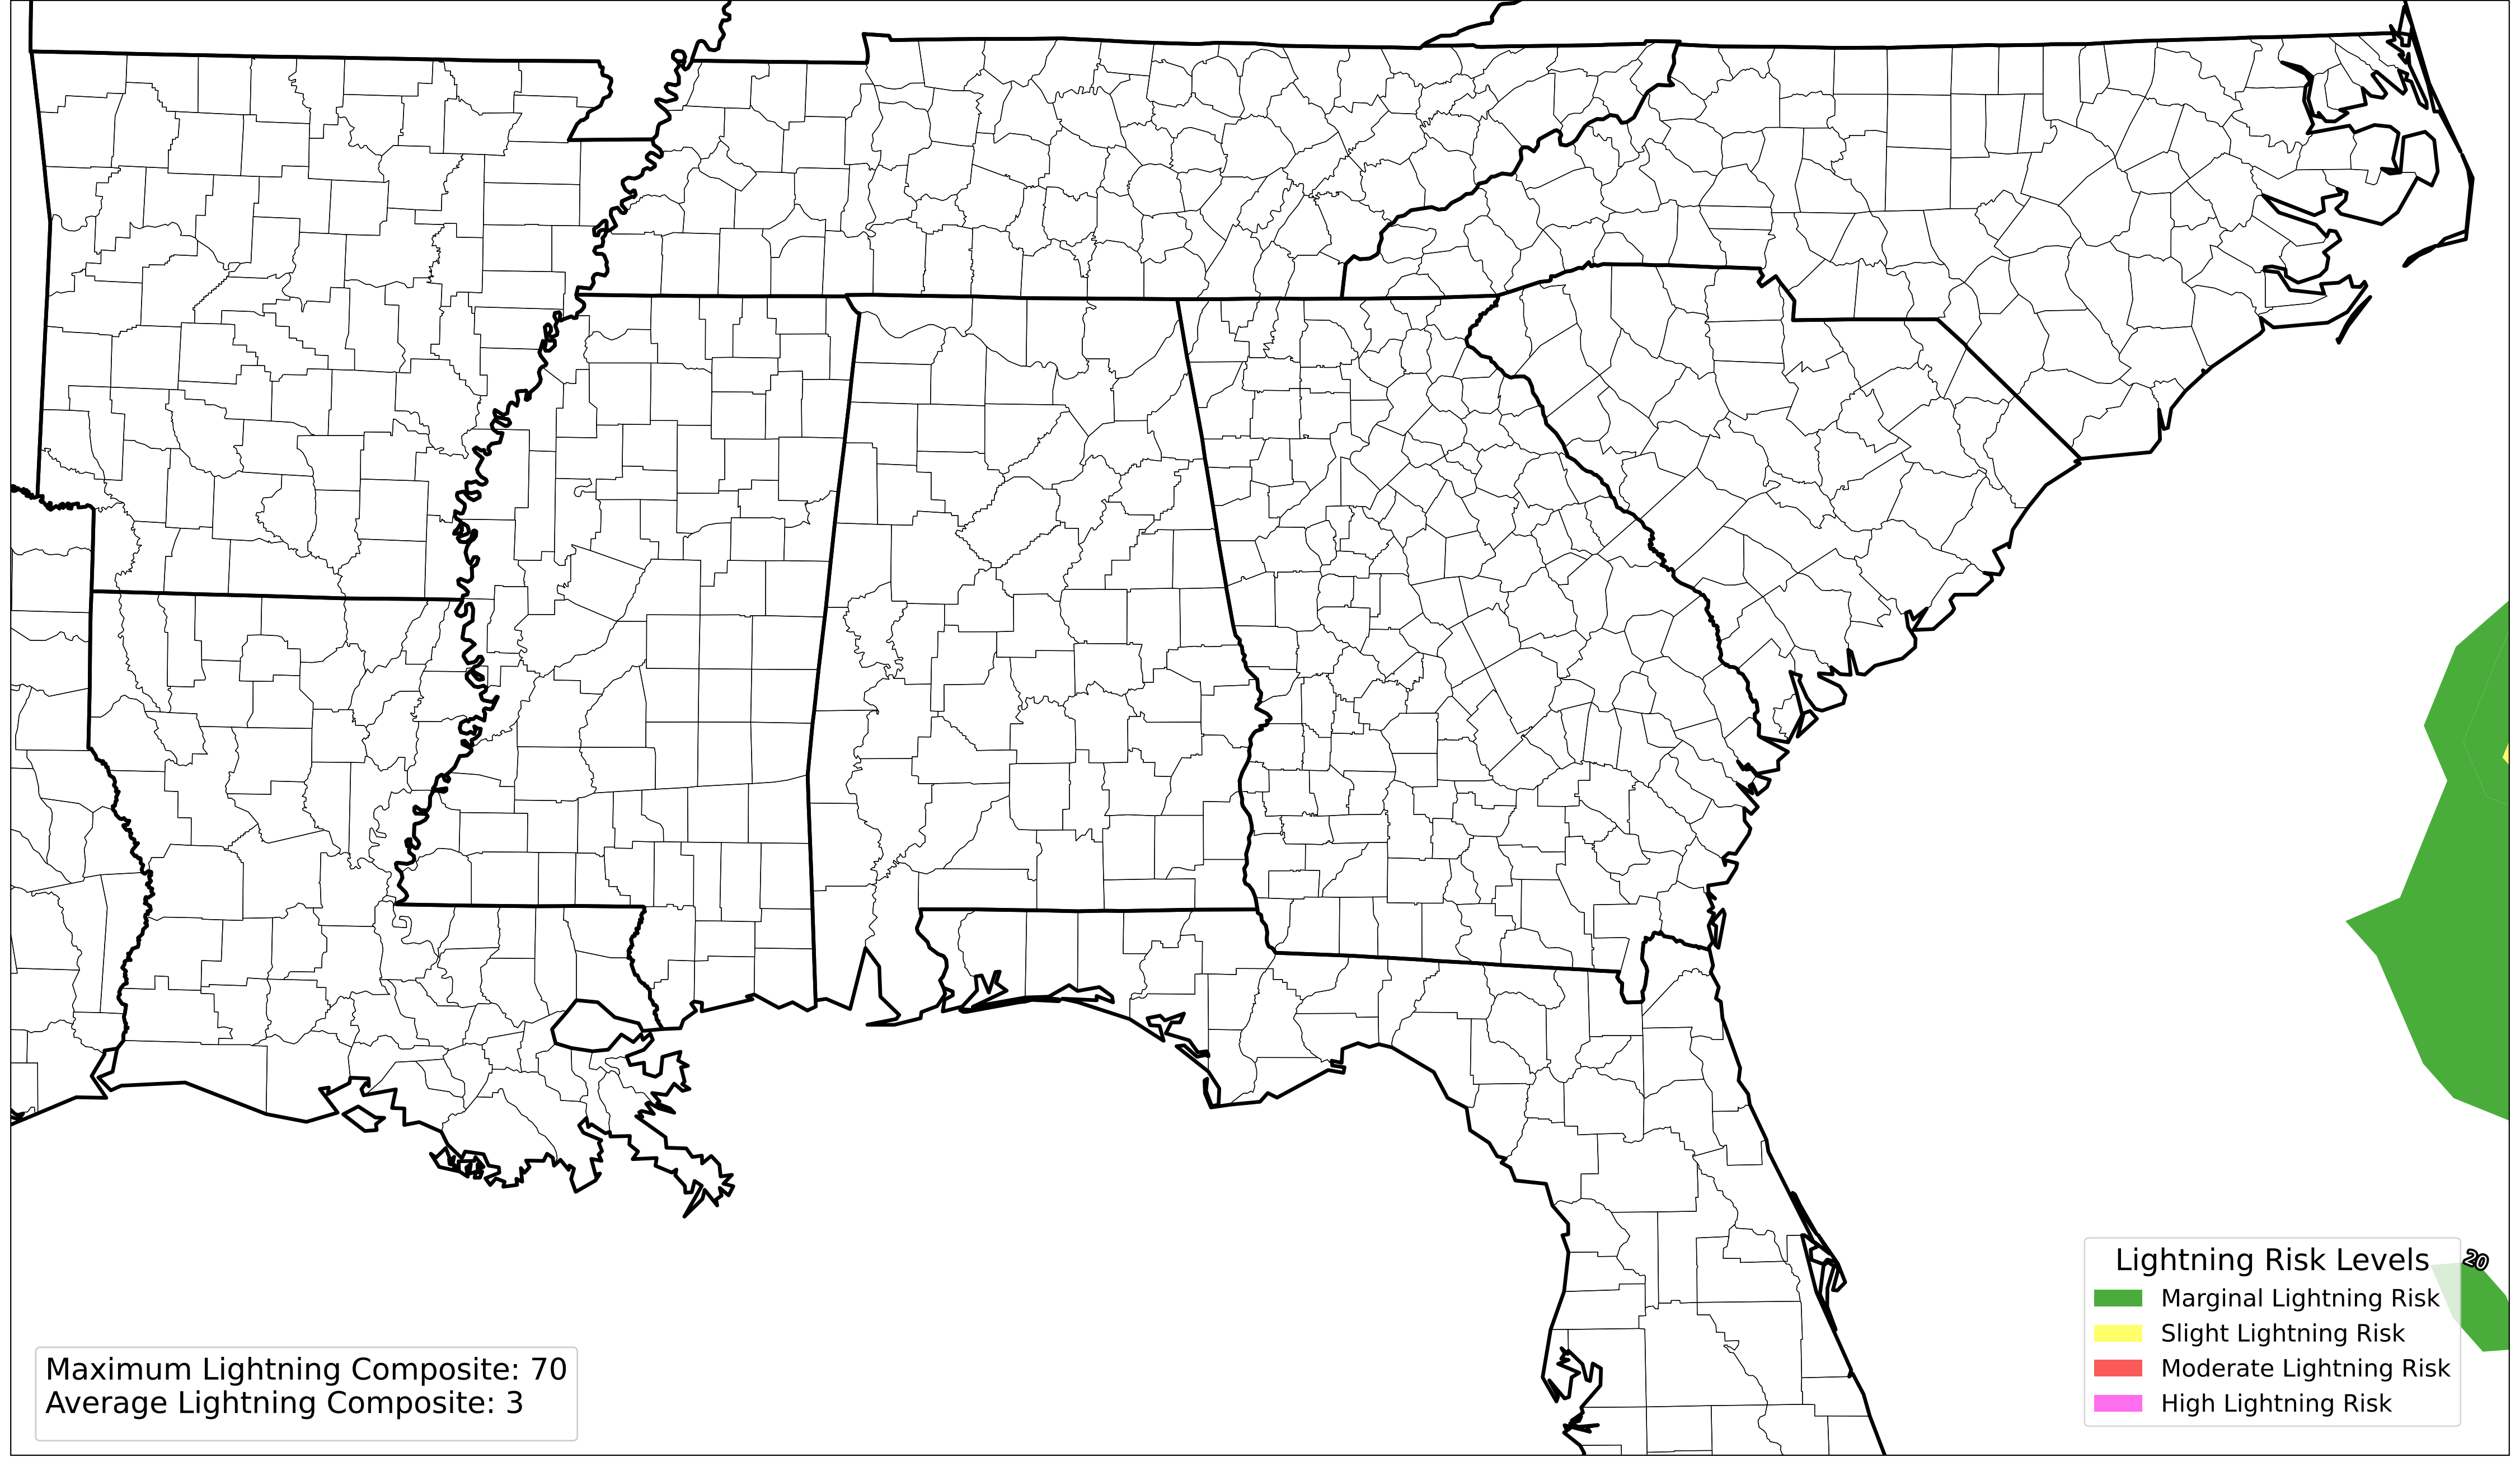 Lightning Risk Levels
20
Marginal Lightning Risk
Slight Lightning Risk
Moderate Lightning Risk
High Lightning Risk
Maximum Lightning Composite: 70
Average Lightning Composite: 3